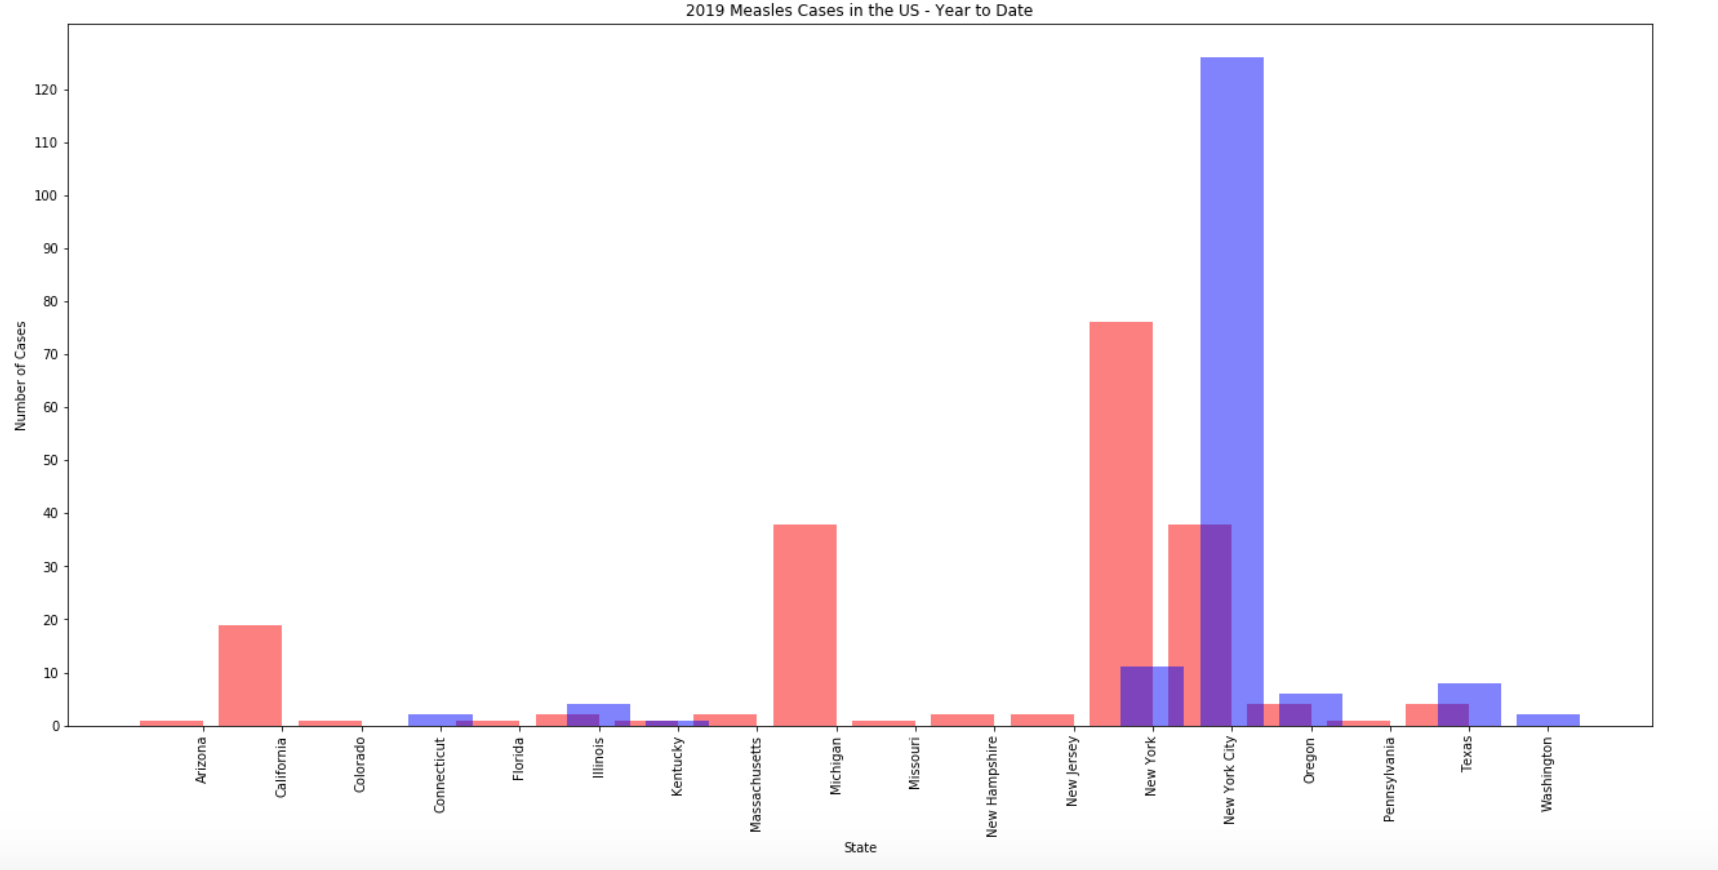 2019 Measles Cases in the US - Year to Date
Number of Cases
120
110
100
90
80
70
60
50
40
30
20
10
0
Arizona
California
Colorado
Connecticut
Florida
Illinois
Kentucky
Massachusetts
Michigan
Missouri
New Hampshire
New Jersey
New York
New York City
Oregon
Pennsylvania
Texas
Washington
State